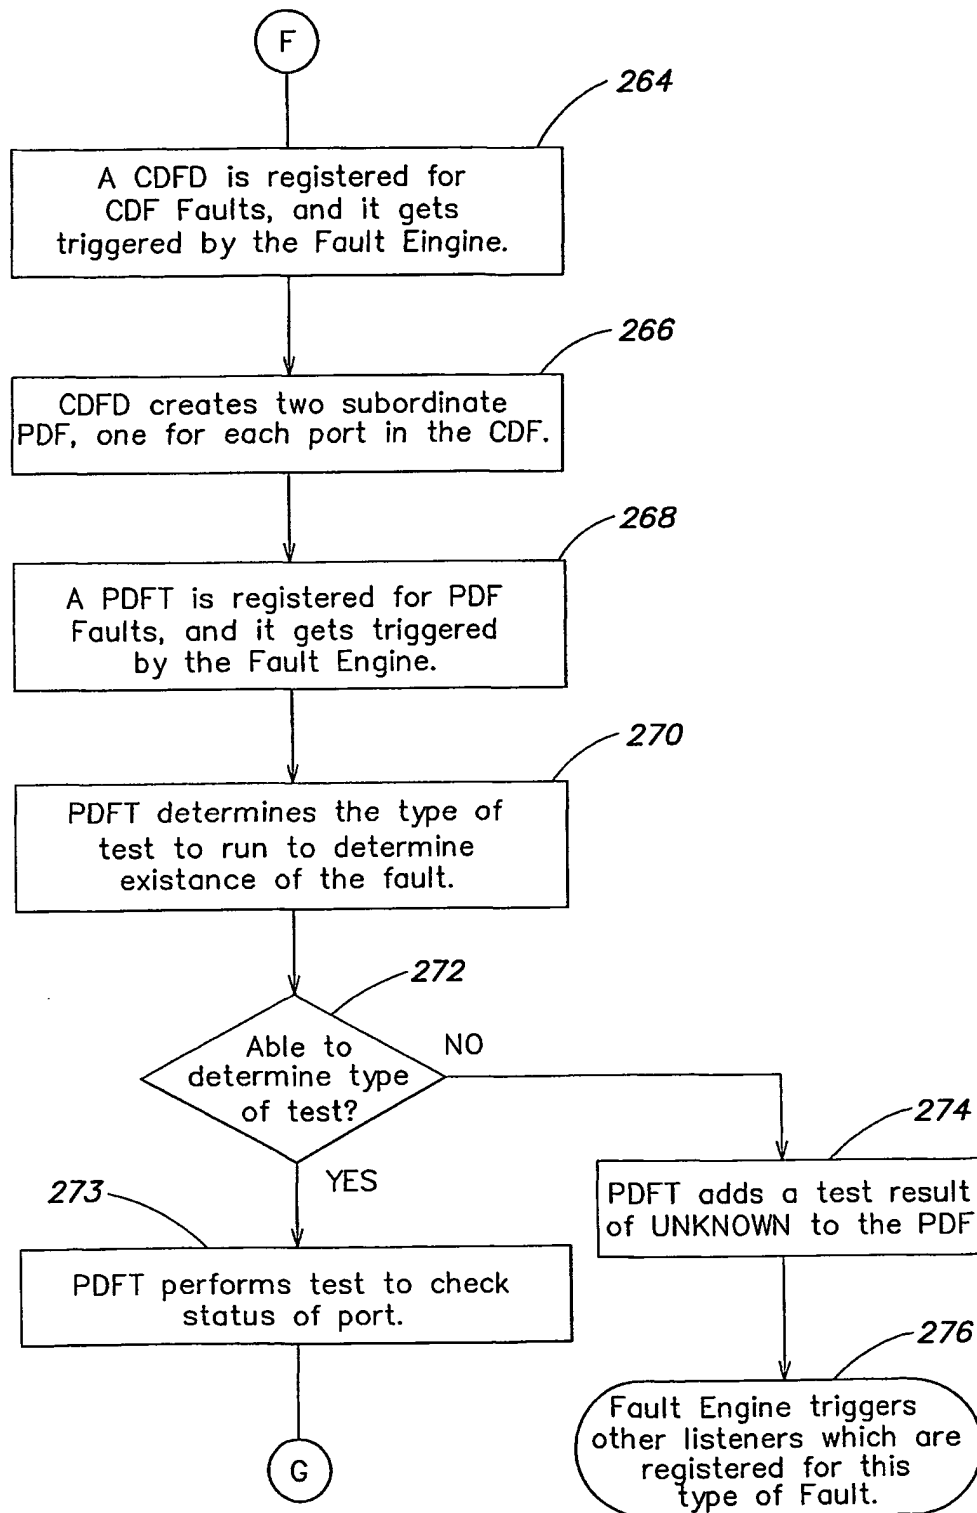 F
264
A CDFD is registered for
CDF Faults, and it gets
triggered by the Fault Eingine.
266
CDFD creates two subordinate
PDF, one for each port in the CDF.
268
A PDFT is registered for PDF
Faults, and it gets triggered
by the Fault Engine.
270
PDFT determines the type of
test to run to determine
existance of the fault.
272
Able to
determine type
of test?
NO
YES
273
PDFT performs test to check
status of port.
G
274
PDFT adds a test result
of UNKNOWN to the PDF
276
Fault Engine triggers
other listeners which are
registered for this
type of Fault.